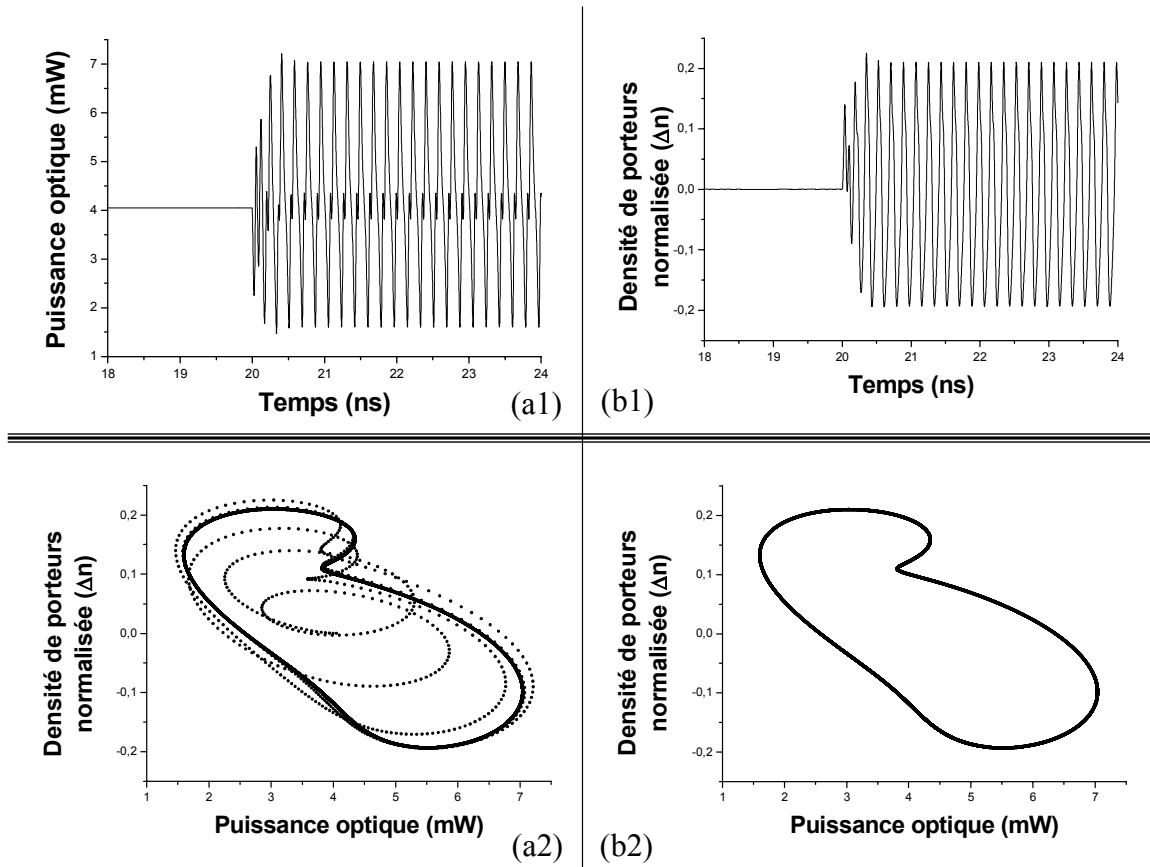 7
6
5
4
3
2
1
18 19 20 21 22 23 24
Puissance optique (mW)
Temps (ns)
(a1)
0,2
0,1
0,0
-0,1
-0,2
18 19 20 21 22 23 24
Densité de porteurs
normalisée (Δn)
Temps (ns)
(b1)
0,2
0,1
0,0
-0,1
-0,2
1 2 3 4 5 6 7
Densité de porteurs
normalisée (Δn)
Puissance optique (mW)
(a2)
0,2
0,1
0,0
-0,1
-0,2
1 2 3 4 5 6 7
Densité de porteurs
normalisée (Δn)
Puissance optique (mW)
(b2)